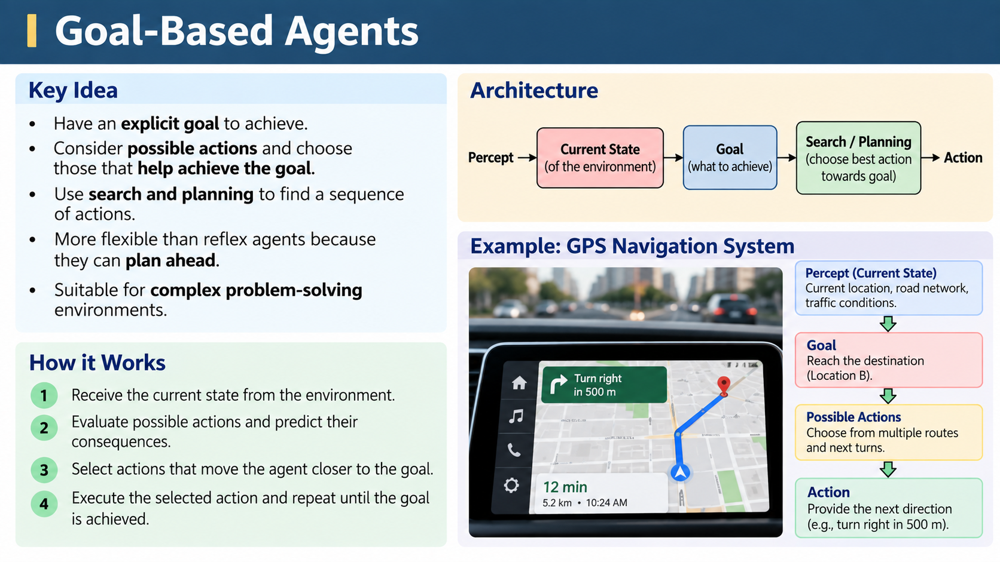 Goal-Based Agents
Key Idea
• Have an explicit goal to achieve.
• Consider possible actions and choose
those that help achieve the goal.
• Use search and planning to find a sequence
of actions.
• More flexible than reflex agents because
they can plan ahead.
• Suitable for complex problem-solving
environments.
How it Works
1 Receive the current state from the environment.
2 Evaluate possible actions and predict their
consequences.
3 Select actions that move the agent closer to the goal.
4 Execute the selected action and repeat until the goal
is achieved.
Architecture
Percept
Current State
(of the environment)
Goal
(what to achieve)
Search / Planning
(choose best action
towards goal)
Action
Example: GPS Navigation System
Turn right
in 500 m
12 min
5.2 km • 10:24 AM
Percept (Current State)
Current location, road network,
traffic conditions.
Goal
Reach the destination
(Location B).
Possible Actions
Choose from multiple routes
and next turns.
Action
Provide the next direction
(e.g., turn right in 500 m).